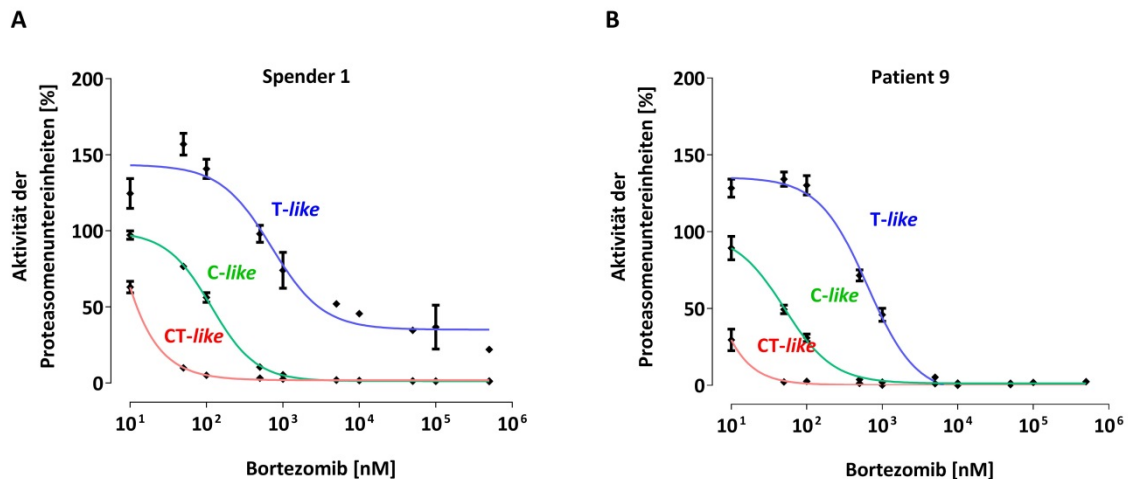 A
Spender 1
Aktivität der
Proteasomenuntereinheiten [%]
200
150
100
50
0
T-like
C-like
CT-like
10¹ 10² 10³ 10⁴ 10⁵ 10⁶
Bortezomib [nM]
B
Patient 9
Aktivität der
Proteasomenuntereinheiten [%]
200
150
100
50
0
T-like
C-like
CT-like
10¹ 10² 10³ 10⁴ 10⁵ 10⁶
Bortezomib [nM]